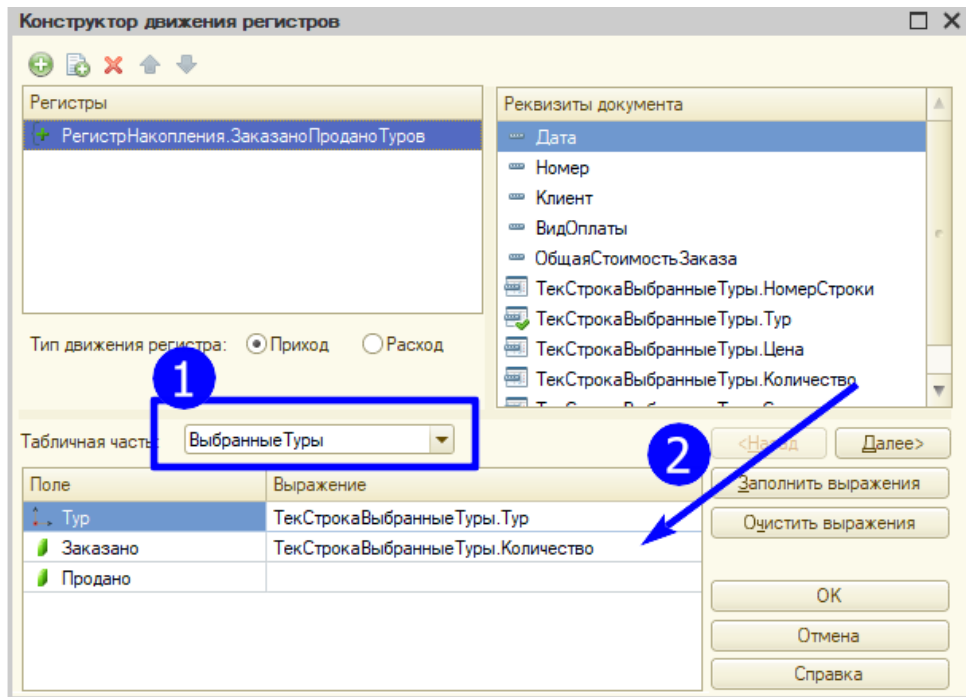 Конструктор движения регистров
Регистры
РегистрНакопления.ЗаказаноПроданоТуров
Реквизиты документа
Дата
Номер
Клиент
ВидОплаты
ОбщаяСтоимостьЗаказа
ТекСтрокаВыбранныеТуры.НомерСтроки
ТекСтрокаВыбранныеТуры.Тур
ТекСтрокаВыбранныеТуры.Цена
ТекСтрокаВыбранныеТуры.Количество
Тип движения регистра: Приход Расход
1
Табличная часть: ВыбранныеТуры
2
<Назад Далее>
Поле Выражение
Заполнить выражения
Тур ТекСтрокаВыбранныеТуры.Тур
Очистить выражения
Заказано ТекСтрокаВыбранныеТуры.Количество
Продано
OK
Отмена
Справка